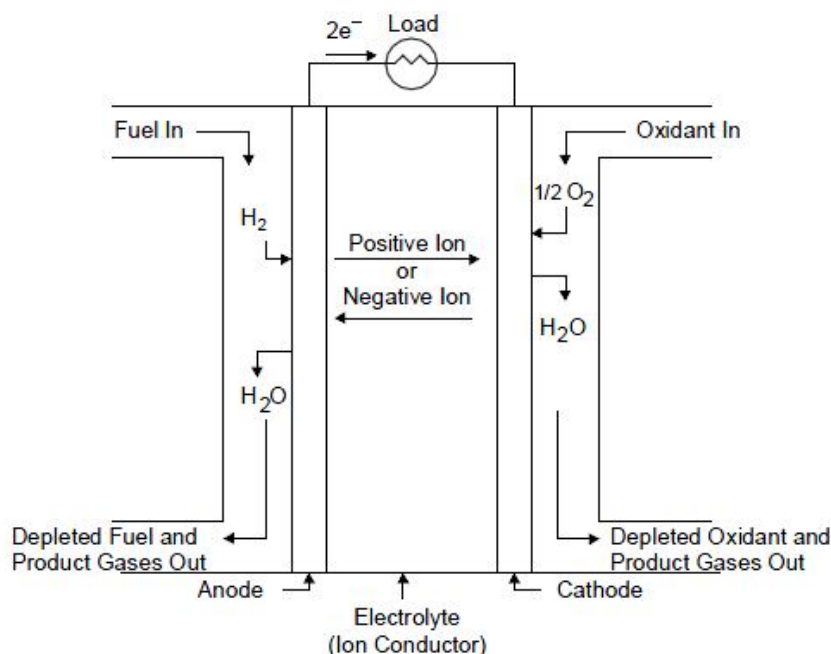 2e⁻
Load
Fuel In
Oxidant In
H₂
1/2 O₂
Positive Ion
or
Negative Ion
H₂O
H₂O
Depleted Fuel and
Product Gases Out
Depleted Oxidant and
Product Gases Out
Anode
Cathode
Electrolyte
(Ion Conductor)